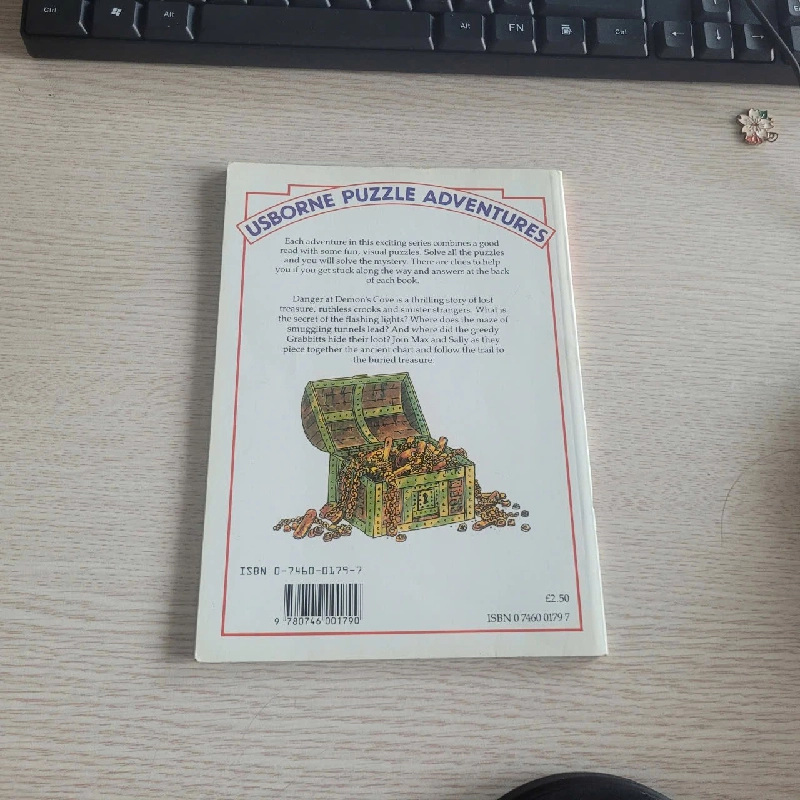 Ctrl
Alt
Alt
FN
Ctrl
USBORNE PUZZLE ADVENTURES
Each adventure in this exciting series combines a good
read with some fun, visual puzzles. Solve all the puzzles
and you will solve the mystery. There are clues to help
you if you get stuck along the way and answers at the back
of each book.
Danger at Demon's Cove is a thrilling story of lost
treasure, ruthless crooks and sinister strangers. What is
the secret of the flashing lights? Where does the maze of
smuggling tunnels lead? And where did the greedy
Grabbitts hide their loot? Join Max and Sally as they
piece together the ancient chart and follow the trail to
the buried treasure.
ISBN 0-7460-0179-7
9 780746 001790
£2.50
ISBN 0 7460 0179 7